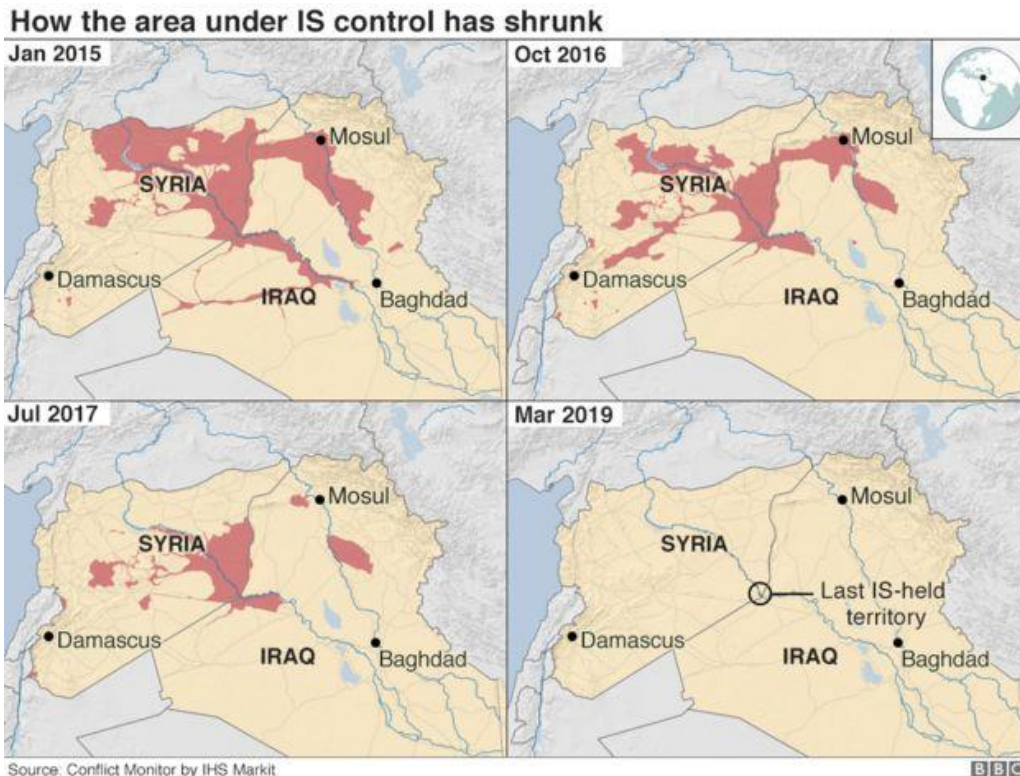 How the area under IS control has shrunk
Jan 2015
Mosul
SYRIA
Damascus
IRAQ
Baghdad
Oct 2016
Mosul
SYRIA
Damascus
IRAQ
Baghdad
Jul 2017
Mosul
SYRIA
Damascus
IRAQ
Baghdad
Mar 2019
Mosul
SYRIA
Last IS-held
territory
Damascus
IRAQ
Baghdad
Source: Conflict Monitor by IHS Markit
BBC